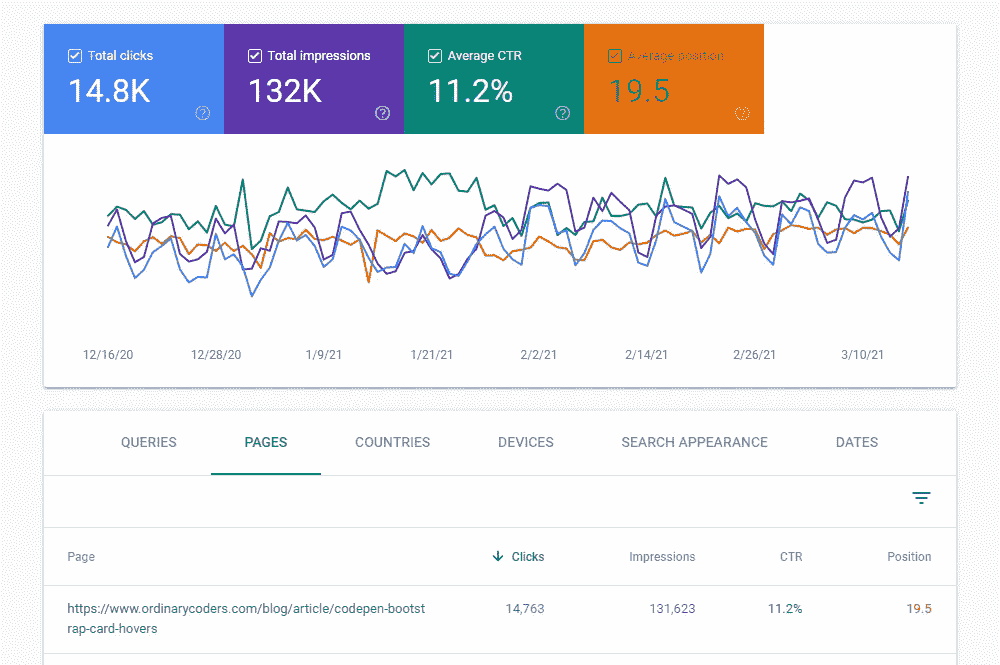 Total clicks Total impressions Average CTR Average position
14.8K 132K 11.2% 19.5
12/16/20 12/28/20 1/9/21 1/21/21 2/2/21 2/14/21 2/26/21 3/10/21
QUERIES PAGES COUNTRIES DEVICES SEARCH APPEARANCE DATES
Page Clicks Impressions CTR Position
https://www.ordinarycoders.com/blog/article/codepen-bootst 14,763 131,623 11.2% 19.5
rap-card-hovers